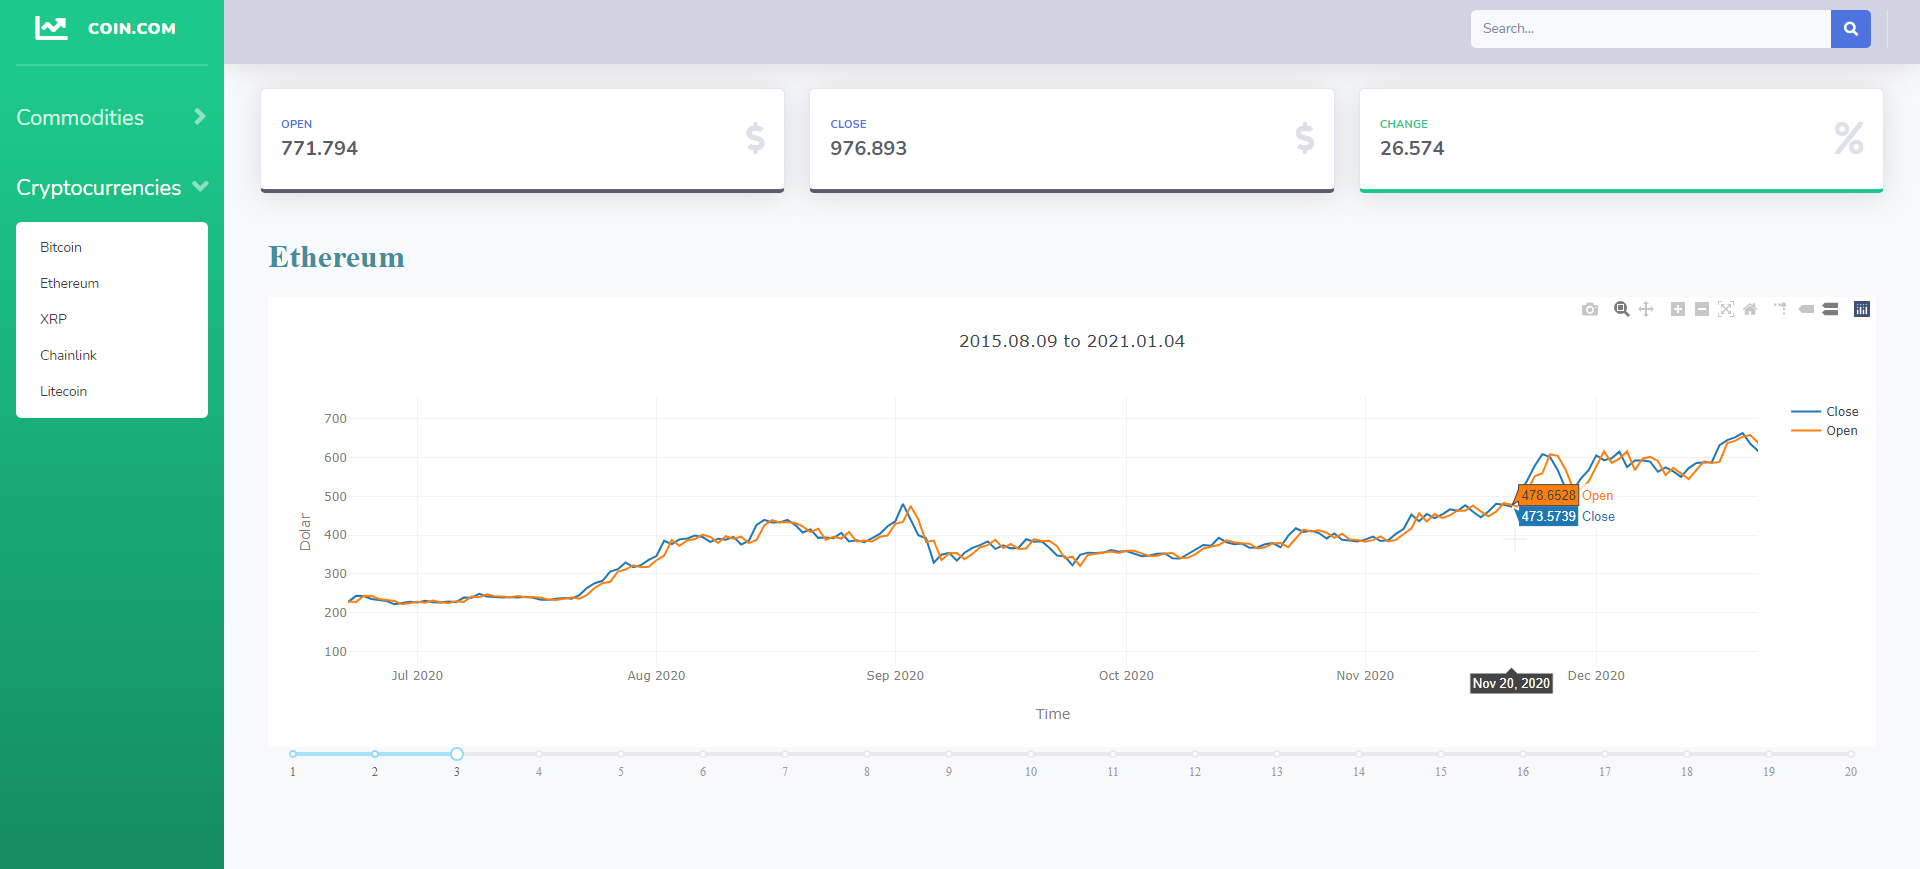 COIN.COM
Search...
Commodities
Cryptocurrencies
Bitcoin
Ethereum
XRP
Chainlink
Litecoin
OPEN
771.794
$
CLOSE
976.893
$
CHANGE
26.574
%
Ethereum
2015.08.09 to 2021.01.04
Close
Open
700
600
500
400
300
200
100
Dolar
478.6528 Open
473.5739 Close
Jul 2020 Aug 2020 Sep 2020 Oct 2020 Nov 2020 Dec 2020
Nov 20, 2020
Time
1 2 3 4 5 6 7 8 9 10 11 12 13 14 15 16 17 18 19 20